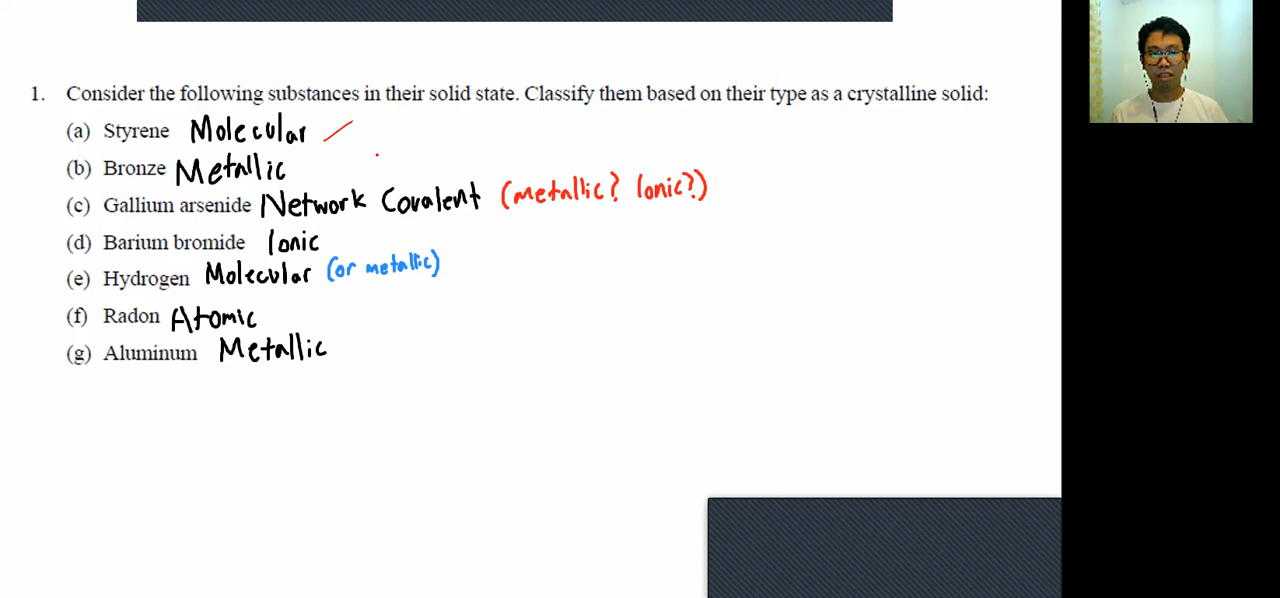 1. Consider the following substances in their solid state. Classify them based on their type as a crystalline solid:
(a) Styrene Molecular
(b) Bronze Metallic
(c) Gallium arsenide Network Covalent (metallic? Ionic?)
(d) Barium bromide Ionic
(e) Hydrogen Molecular (or metallic)
(f) Radon Atomic
(g) Aluminum Metallic